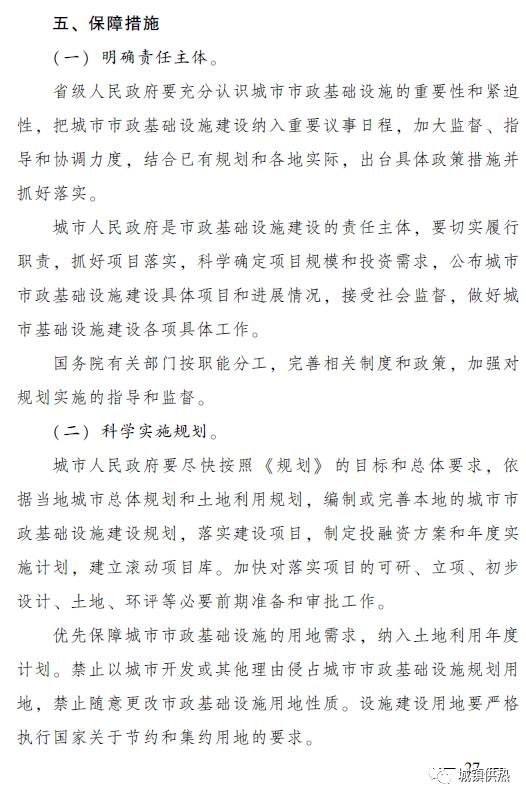 五、保障措施
（一）明确责任主体。
省级人民政府要充分认识城市市政基础设施的重要性和紧迫
性，把城市市政基础设施建设纳入重要议事日程，加大监督、指
导和协调力度，结合已有规划和各地实际，出台具体政策措施并
抓好落实。
城市人民政府是市政基础设施建设的责任主体，要切实履行
职责，抓好项目落实，科学确定项目规模和投资需求，公布城市
市政基础设施建设具体项目和进展情况，接受社会监督，做好城
市基础设施建设各项具体工作。
国务院有关部门按职能分工，完善相关制度和政策，加强对
规划实施的指导和监督。
（二）科学实施规划。
城市人民政府要尽快按照《规划》的目标和总体要求，依
据当地城市总体规划和土地利用规划，编制或完善本地的城市市
政基础设施建设规划，落实建设项目，制定投融资方案和年度实
施计划，建立滚动项目库。加快对落实项目的可研、立项、初步
设计、土地、环评等必要前期准备和审批工作。
优先保障城市市政基础设施的用地需求，纳入土地利用年度
计划。禁止以城市开发或其他理由侵占城市市政基础设施规划用
地，禁止随意更改市政基础设施用地性质。设施建设用地要严格
执行国家关于节约和集约用地的要求。
— 27
城镇供热